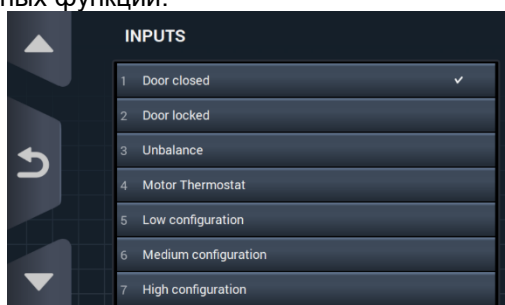 ных функций.
INPUTS
1 Door closed
2 Door locked
3 Unbalance
4 Motor Thermostat
5 Low configuration
6 Medium configuration
7 High configuration